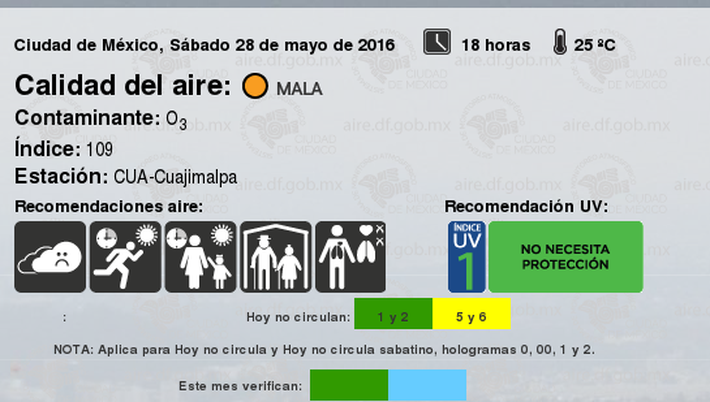 Ciudad de México, Sábado 28 de mayo de 2016 18 horas 25 ºC
Calidad del aire: MALA
Contaminante: O3
Índice: 109
Estación: CUA-Cuajimalpa
Recomendaciones aire: Recomendación UV:
ÍNDICE
UV
1
NO NECESITA
PROTECCIÓN
: Hoy no circulan: 1 y 2 5 y 6
NOTA: Aplica para Hoy no circula y Hoy no circula sabatino, hologramas 0, 00, 1 y 2.
Este mes verifican:
aire.df.gob.mx
CIUDAD
DE MÉXICO